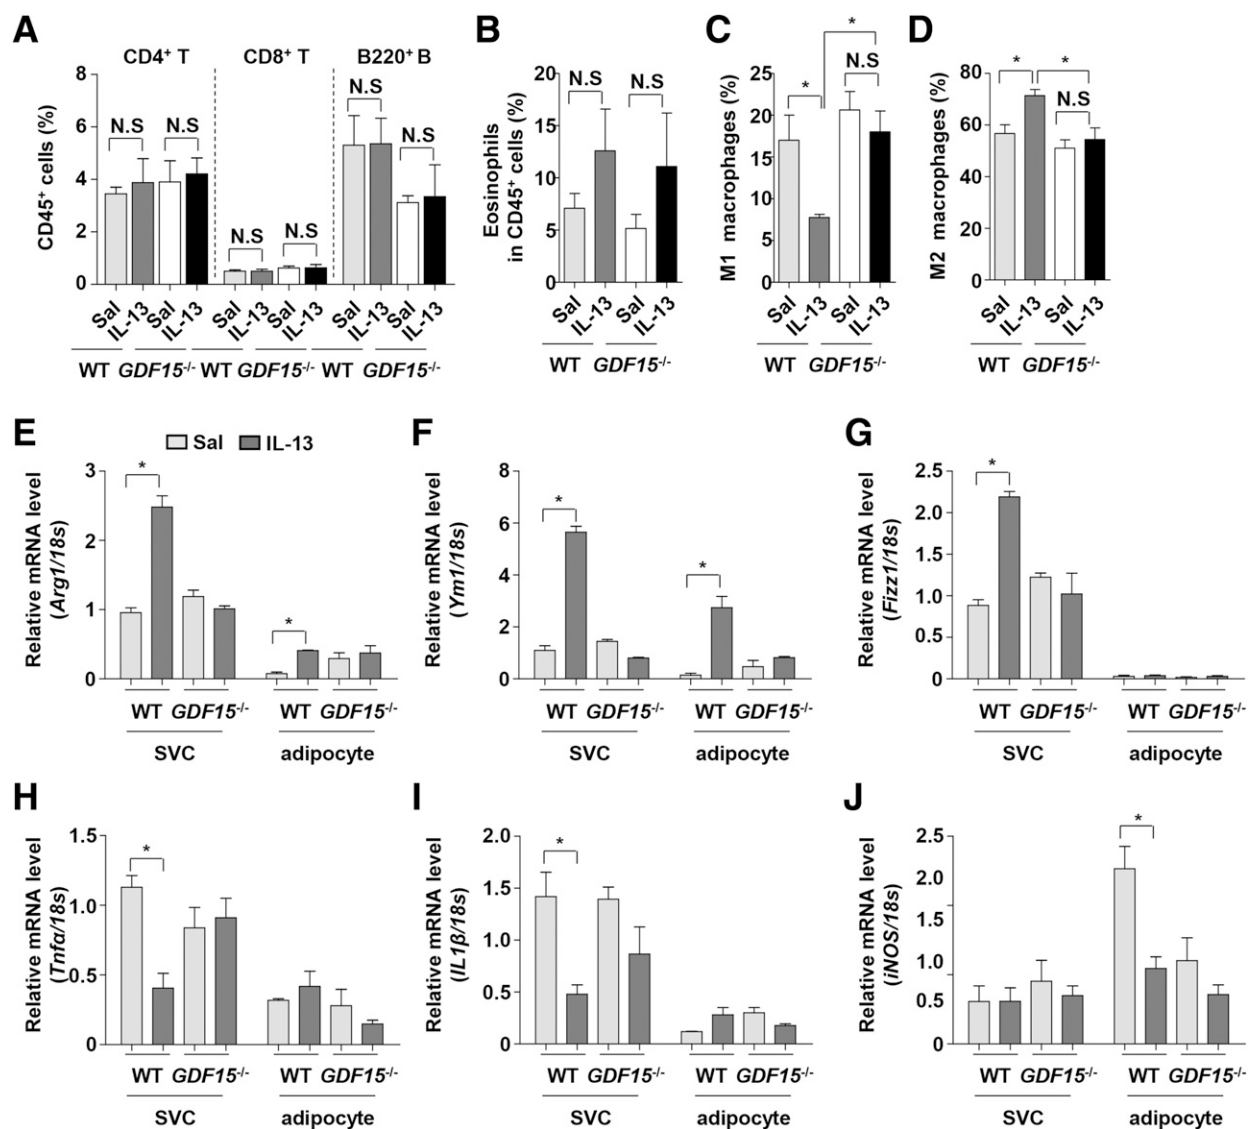 A
CD4+ T
CD8+ T
B220+ B
CD45+ cells (%)
8
6
4
2
0
N.S
N.S
N.S
N.S
N.S
N.S
Sal
IL-13
Sal
IL-13
Sal
IL-13
Sal
IL-13
Sal
IL-13
Sal
IL-13
WT GDF15-/- WT GDF15-/- WT GDF15-/-
B
Eosinophils
in CD45+ cells (%)
20
15
10
5
0
N.S
N.S
Sal
IL-13
Sal
IL-13
WT GDF15-/-
C
M1 macrophages (%)
25
20
15
10
5
0
*
*
N.S
Sal
IL-13
Sal
IL-13
WT GDF15-/-
D
M2 macrophages (%)
80
60
40
20
0
*
*
N.S
Sal
IL-13
Sal
IL-13
WT GDF15-/-
E
Sal IL-13
Relative mRNA level
(Arg1/18s)
3
2
1
0
*
*
WT GDF15-/- WT GDF15-/-
SVC adipocyte
F
Relative mRNA level
(Ym1/18s)
8
6
4
2
0
*
*
WT GDF15-/- WT GDF15-/-
SVC adipocyte
G
Relative mRNA level
(Fizz1/18s)
2.5
2.0
1.5
1.0
0.5
0
*
WT GDF15-/- WT GDF15-/-
SVC adipocyte
H
Relative mRNA level
(Tnfα/18s)
1.5
1.0
0.5
0
*
WT GDF15-/- WT GDF15-/-
SVC adipocyte
I
Relative mRNA level
(IL1β/18s)
2.0
1.5
1.0
0.5
0
*
WT GDF15-/- WT GDF15-/-
SVC adipocyte
J
Relative mRNA level
(iNOS/18s)
2.5
2.0
1.5
1.0
0.5
0
*
WT GDF15-/- WT GDF15-/-
SVC adipocyte